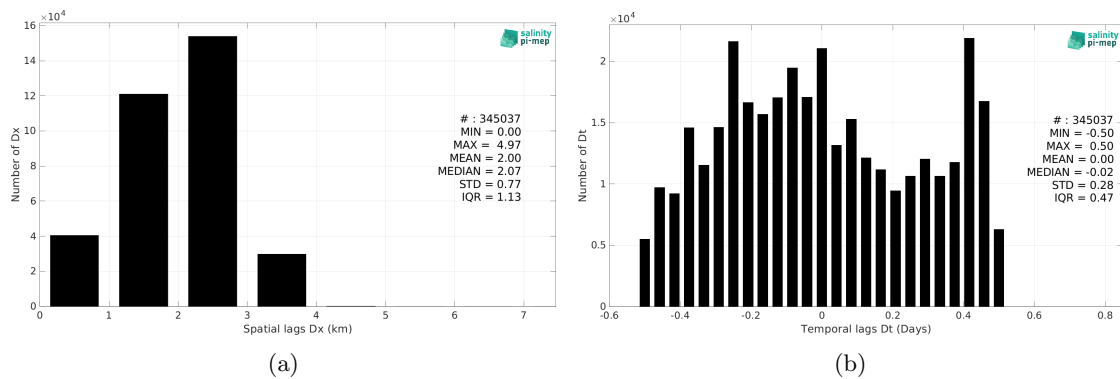 ×10⁴
16
14
12
10
8
6
4
2
0
Number of Dx
0 1 2 3 4 5 6 7
Spatial lags Dx (km)
salinity
pi-mep
# : 345037
MIN = 0.00
MAX = 4.97
MEAN = 2.00
MEDIAN = 2.07
STD = 0.77
IQR = 1.13
(a)
×10⁴
2
1.5
1
0.5
0
Number of Dt
-0.6 -0.4 -0.2 0 0.2 0.4 0.6 0.8
Temporal lags Dt (Days)
salinity
pi-mep
# : 345037
MIN = -0.50
MAX = 0.50
MEAN = 0.00
MEDIAN = -0.02
STD = 0.28
IQR = 0.47
(b)